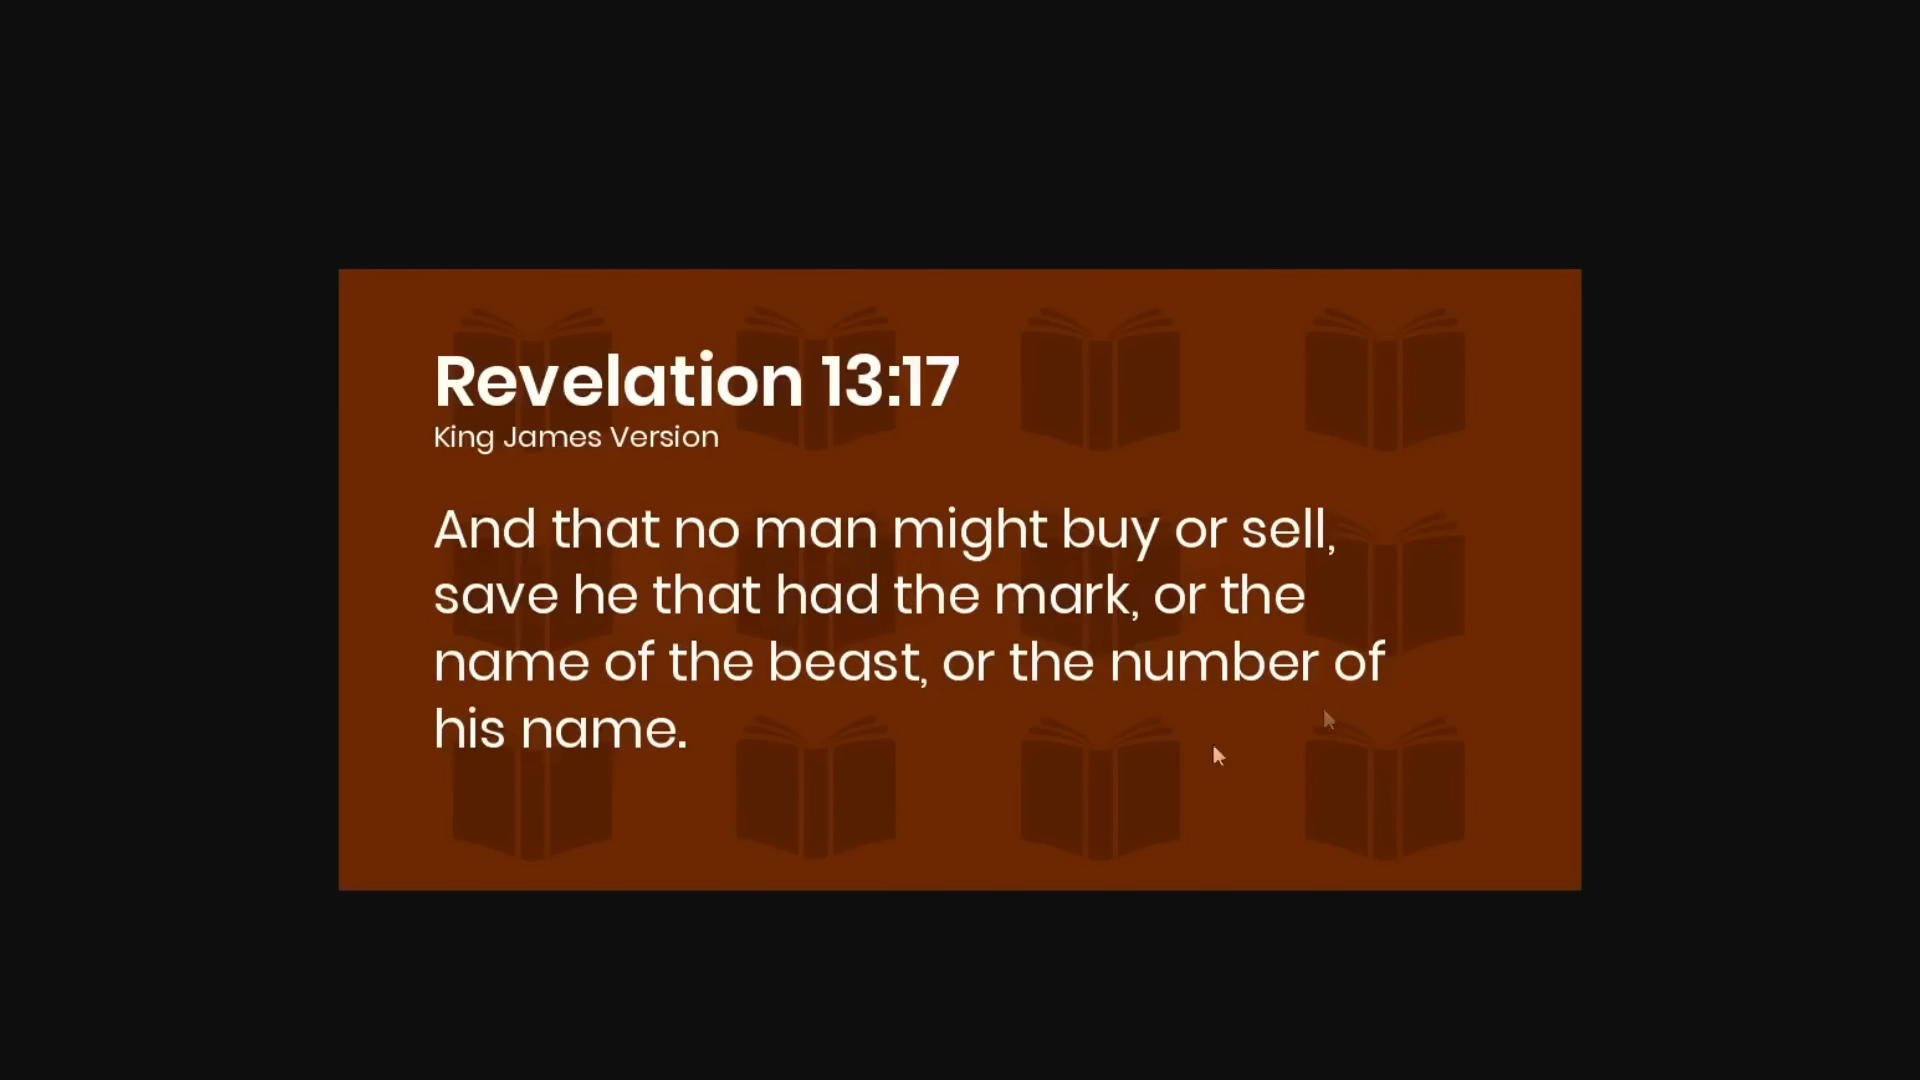 Revelation 13:17
King James Version
And that no man might buy or sell,
save he that had the mark, or the
name of the beast, or the number of
his name.